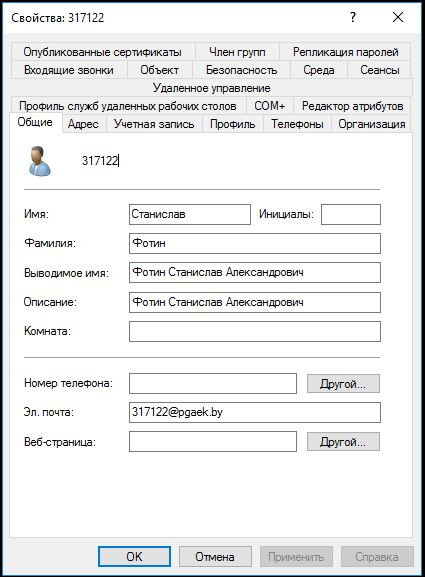 Свойства: 317122
?
Опубликованные сертификаты Член групп Репликация паролей
Входящие звонки Объект Безопасность Среда Сеансы
Удаленное управление
Профиль служб удаленных рабочих столов COM+ Редактор атрибутов
Общие Адрес Учетная запись Профиль Телефоны Организация
317122
Имя: Станислав Инициалы:
Фамилия: Фотин
Выводимое имя: Фотин Станислав Александрович
Описание: Фотин Станислав Александрович
Комната:
Номер телефона: Другой...
Эл. почта: 317122@pgaek.by
Веб-страница: Другой...
OK Отмена Применить Справка